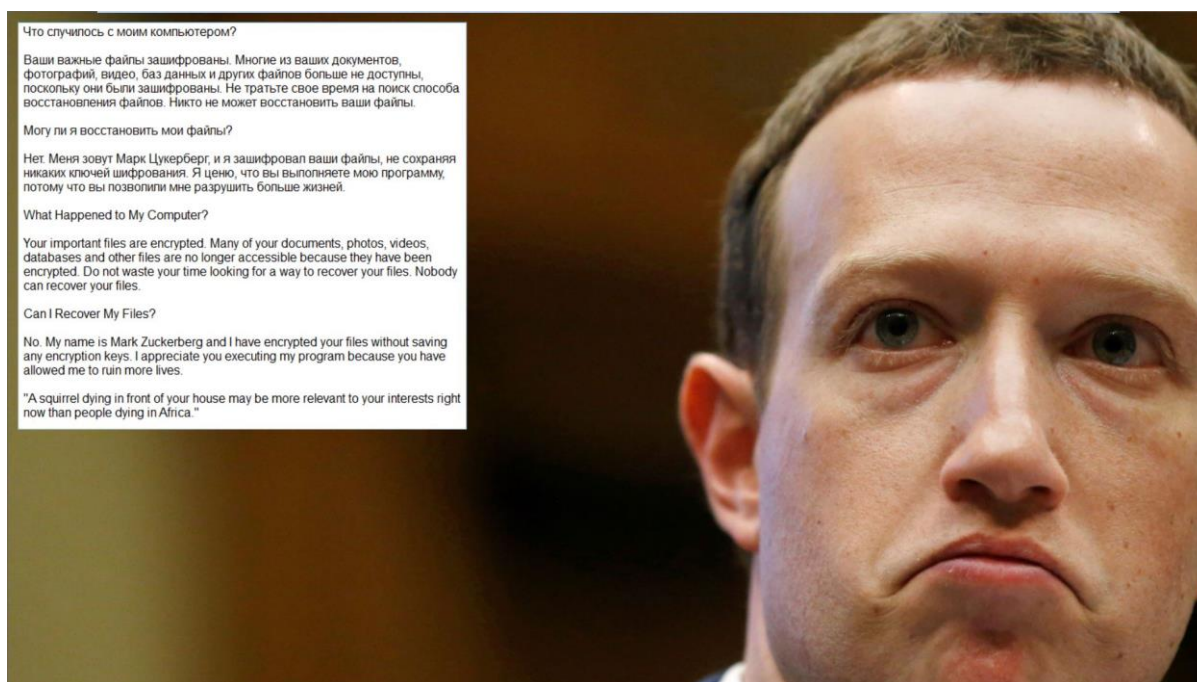 Что случилось с моим компьютером?
Ваши важные файлы зашифрованы. Многие из ваших документов,
фотографий, видео, баз данных и других файлов больше не доступны,
поскольку они были зашифрованы. Не тратьте свое время на поиск способа
восстановления файлов. Никто не может восстановить ваши файлы.
Могу ли я восстановить мои файлы?
Нет. Меня зовут Марк Цукерберг, и я зашифровал ваши файлы, не сохраняя
никаких ключей шифрования. Я ценю, что вы выполняете мою программу,
потому что вы позволили мне разрушить больше жизней.
What Happened to My Computer?
Your important files are encrypted. Many of your documents, photos, videos,
databases and other files are no longer accessible because they have been
encrypted. Do not waste your time looking for a way to recover your files. Nobody
can recover your files.
Can I Recover My Files?
No. My name is Mark Zuckerberg and I have encrypted your files without saving
any encryption keys. I appreciate you executing my program because you have
allowed me to ruin more lives.
"A squirrel dying in front of your house may be more relevant to your interests right
now than people dying in Africa."